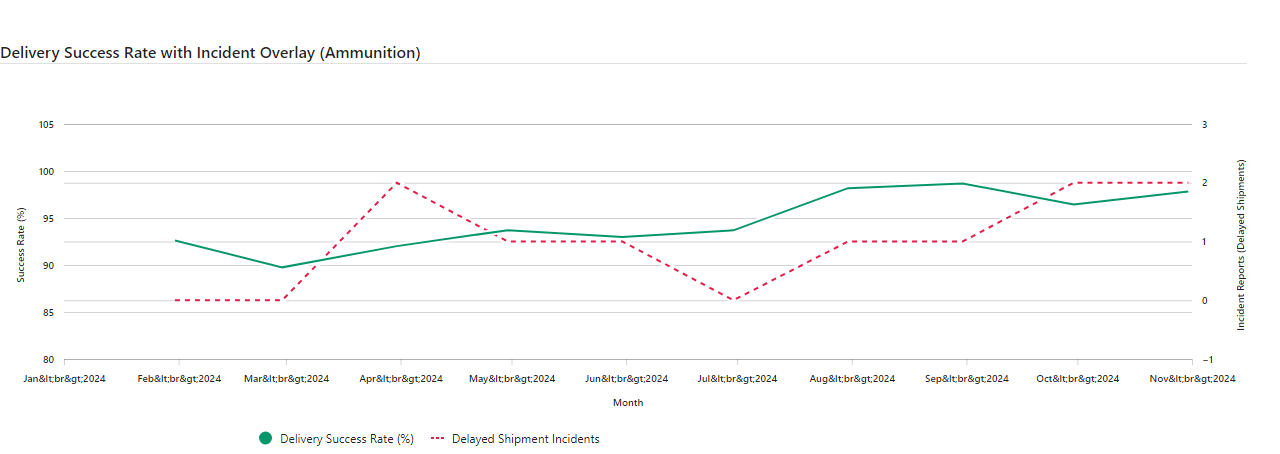 Delivery Success Rate with Incident Overlay (Ammunition)
105
100
95
90
85
80
Success Rate (%)
3
2
1
0
−1
Incident Reports (Delayed Shipments)
Jan&lt;br&gt;2024 Feb&lt;br&gt;2024 Mar&lt;br&gt;2024 Apr&lt;br&gt;2024 May&lt;br&gt;2024 Jun&lt;br&gt;2024 Jul&lt;br&gt;2024 Aug&lt;br&gt;2024 Sep&lt;br&gt;2024 Oct&lt;br&gt;2024 Nov&lt;br&gt;2024
Month
Delivery Success Rate (%) Delayed Shipment Incidents